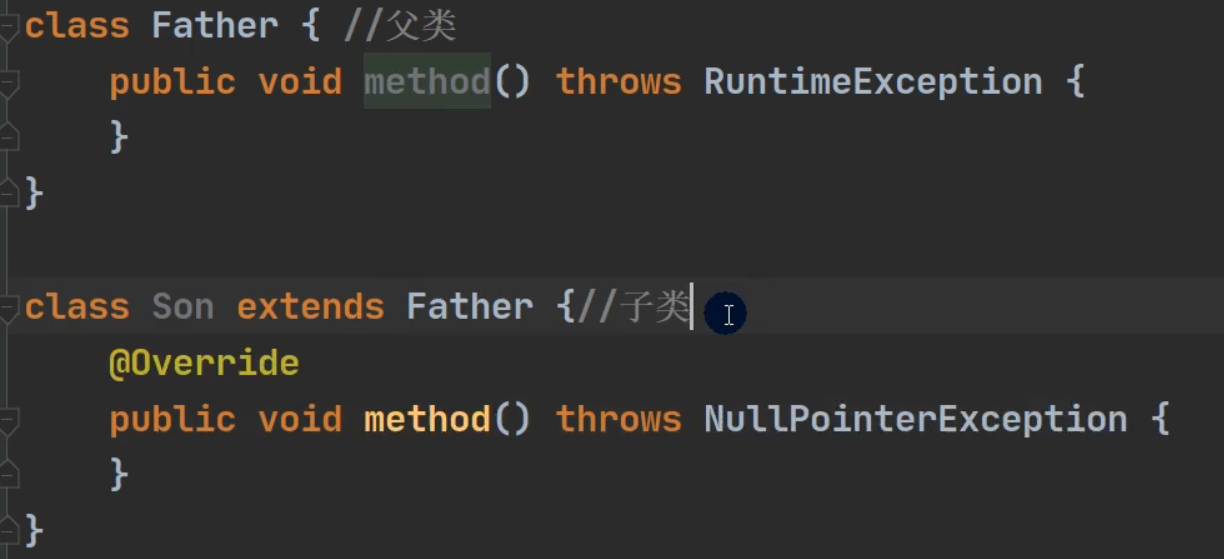 class Father { //父类
    public void method() throws RuntimeException {
    }
}
class Son extends Father {//子类
    @Override
    public void method() throws NullPointerException {
    }
}